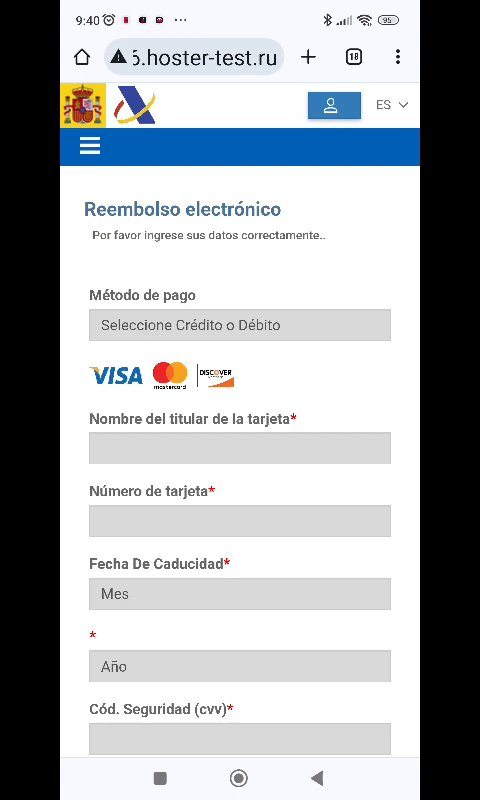 9:40
95
6.hoster-test.ru
18
ES
Reembolso electrónico
Por favor ingrese sus datos correctamente..
Método de pago
Seleccione Crédito o Débito
VISA
mastercard
DISCOVER
Nombre del titular de la tarjeta*
Número de tarjeta*
Fecha De Caducidad*
Mes
*
Año
Cód. Seguridad (cvv)*